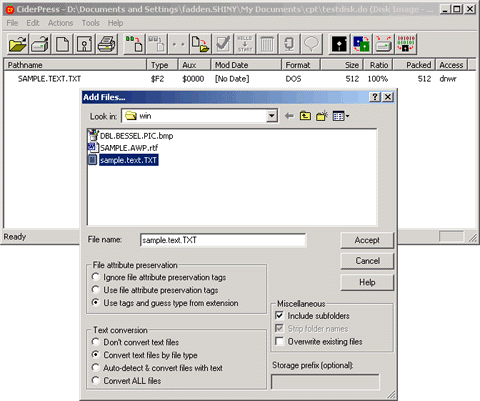 CiderPress - D:\Documents and Settings\fadden.SHINY\My Documents\cpt\testdisk.do (Disk Image -
File Edit Actions Tools Help
Pathname Type Aux Mod Date Format Size Ratio Packed Access
SAMPLE.TEXT.TXT $F2 $0000 [No Date] DOS 512 100% 512 dnwr
Add Files...
Look in: win
DBL.BESSEL.PIC.bmp
SAMPLE.AWP.rtf
sample.text.TXT
File name: sample.text.TXT
Accept
Cancel
Help
File attribute preservation
Ignore file attribute preservation tags
Use file attribute preservation tags
Use tags and guess type from extension
Text conversion
Don't convert text files
Convert text files by file type
Auto-detect & convert files with text
Convert ALL files
Miscellaneous
Include subfolders
Strip folder names
Overwrite existing files
Storage prefix (optional):
Ready